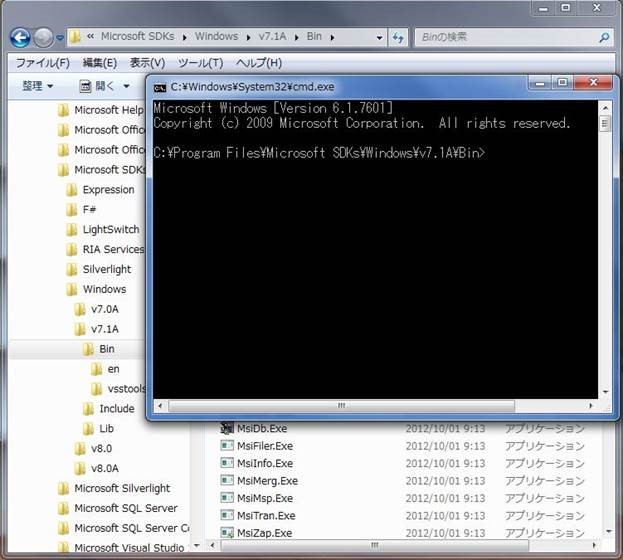 Microsoft SDKs Windows v7.1A Bin
Binの検索
ファイル(F) 編集(E) 表示(V) ツール(T) ヘルプ(H)
整理 開く
C:¥Windows¥System32¥cmd.exe
Microsoft Windows [Version 6.1.7601]
Copyright (c) 2009 Microsoft Corporation. All rights reserved.
C:¥Program Files¥Microsoft SDKs¥Windows¥v7.1A¥Bin>
Microsoft Help
Microsoft Offic
Microsoft Offic
Microsoft SDKs
Expression
F#
LightSwitch
RIA Services
Silverlight
Windows
v7.0A
v7.1A
Bin
en
vsstools
Include
Lib
v8.0
v8.0A
Microsoft Silverlight
Microsoft SQL Server
Microsoft SQL Server Co
Microsoft Visual Studio
MsiDb.Exe 2012/10/01 9:13 アプリケーション
MsiFiler.Exe 2012/10/01 9:13 アプリケーション
MsiInfo.Exe 2012/10/01 9:13 アプリケーション
MsiMerg.Exe 2012/10/01 9:13 アプリケーション
MsiMsp.Exe 2012/10/01 9:13 アプリケーション
MsiTran.Exe 2012/10/01 9:13 アプリケーション
MsiZap.Exe 2012/10/01 9:13 アプリケーション